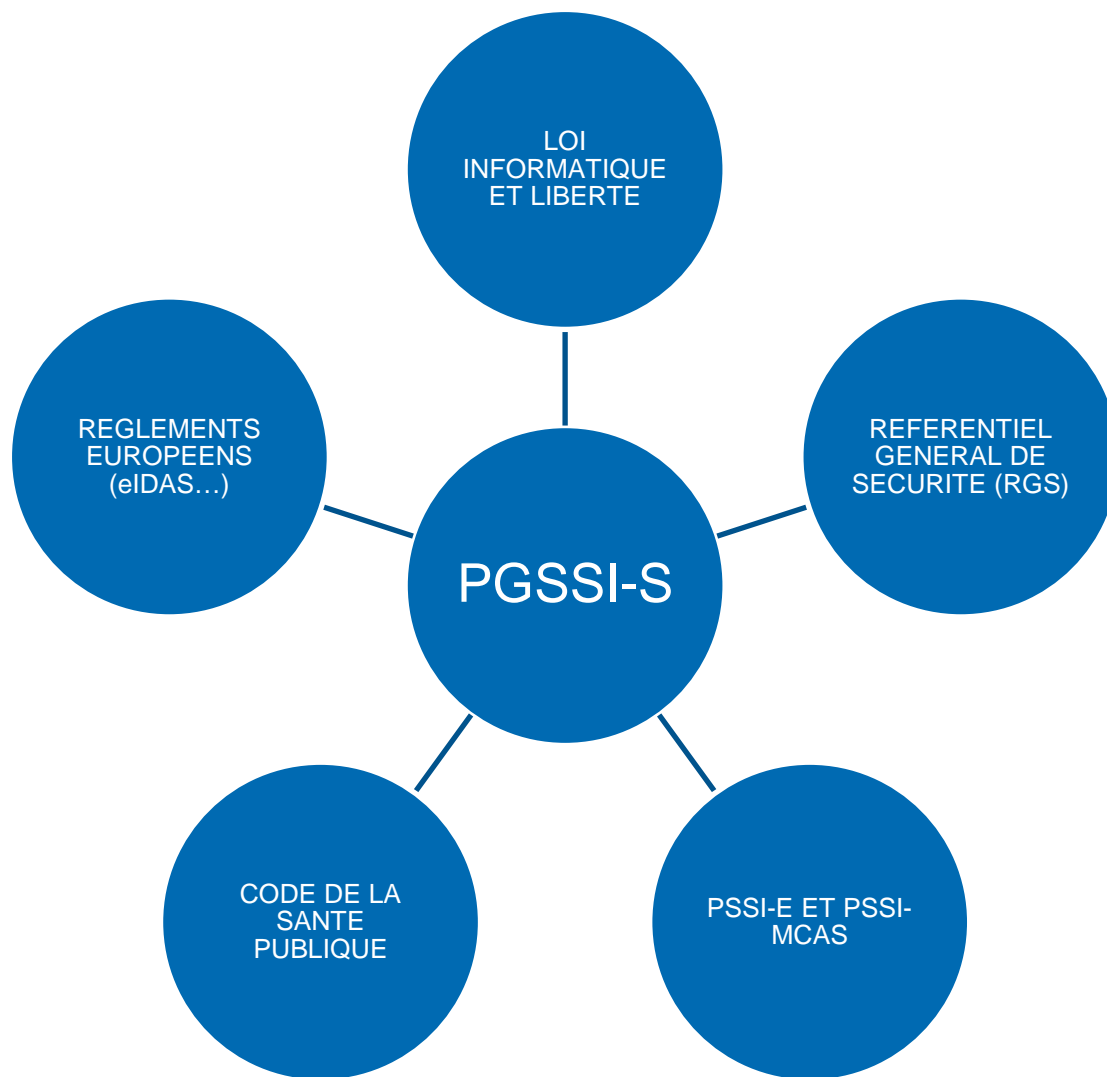 LOI
INFORMATIQUE
ET LIBERTE
REGLEMENTS
EUROPEENS
(eIDAS…)
REFERENTIEL
GENERAL DE
SECURITE (RGS)
PGSSI-S
CODE DE LA
SANTE
PUBLIQUE
PSSI-E ET PSSI-
MCAS